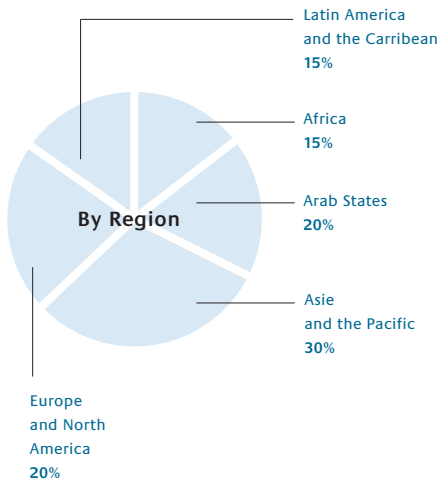 Latin America
and the Carribean
15%
Africa
15%
By Region
Arab States
20%
Asie
and the Pacific
30%
Europe
and North
America
20%